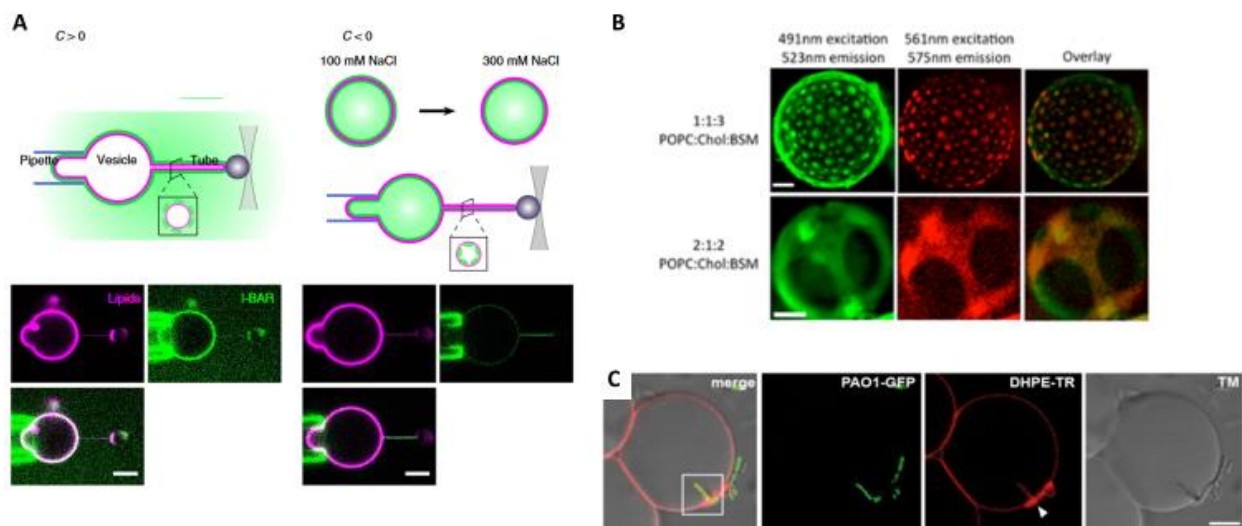 A
C > 0
C < 0
100 mM NaCl
300 mM NaCl
Pipette
Vesicle
Tube
Lipids
I-BAR
B
491nm excitation
523nm emission
561nm excitation
575nm emission
Overlay
1:1:3
POPC:Chol:BSM
2:1:2
POPC:Chol:BSM
C
merge
PAO1-GFP
DHPE-TR
TM